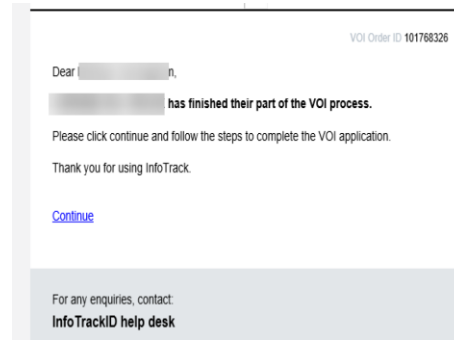 VOI Order ID 101768326
Dear n,
has finished their part of the VOI process.
Please click continue and follow the steps to complete the VOI application.
Thank you for using InfoTrack.
Continue
For any enquiries, contact:
InfoTrackID help desk